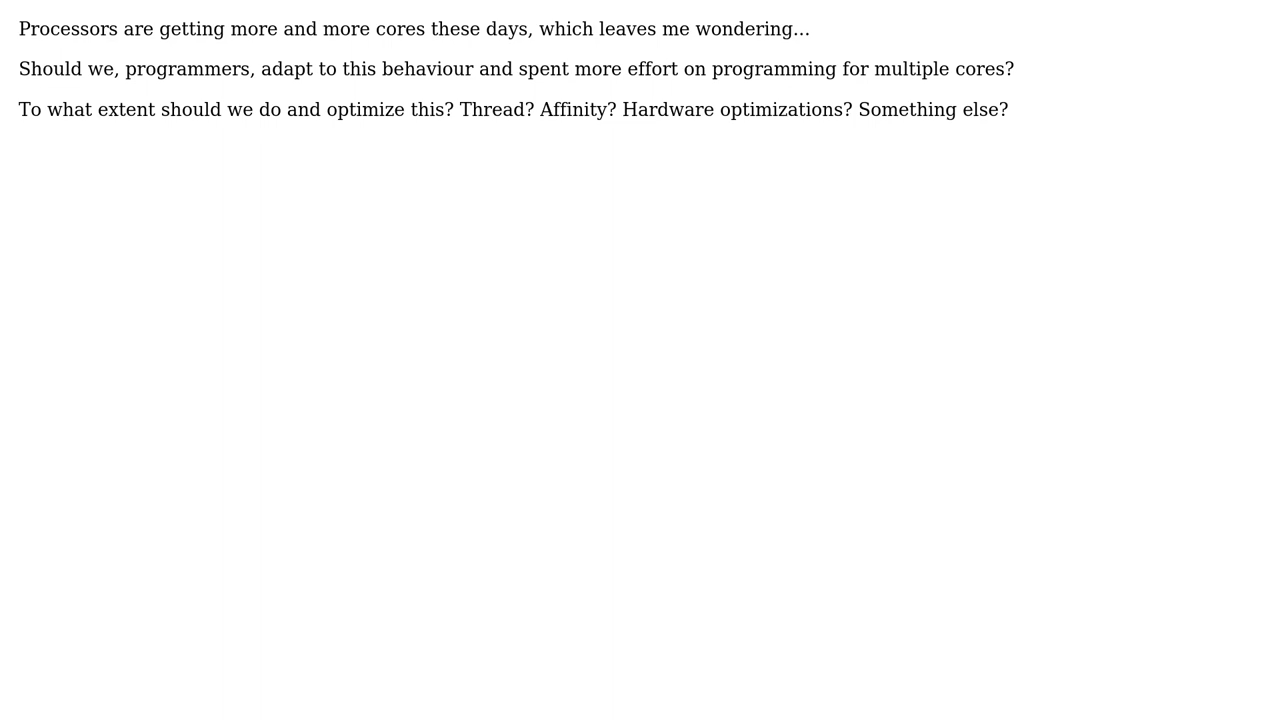 Processors are getting more and more cores these days, which leaves me wondering...
Should we, programmers, adapt to this behaviour and spent more effort on programming for multiple cores?
To what extent should we do and optimize this? Thread? Affinity? Hardware optimizations? Something else?